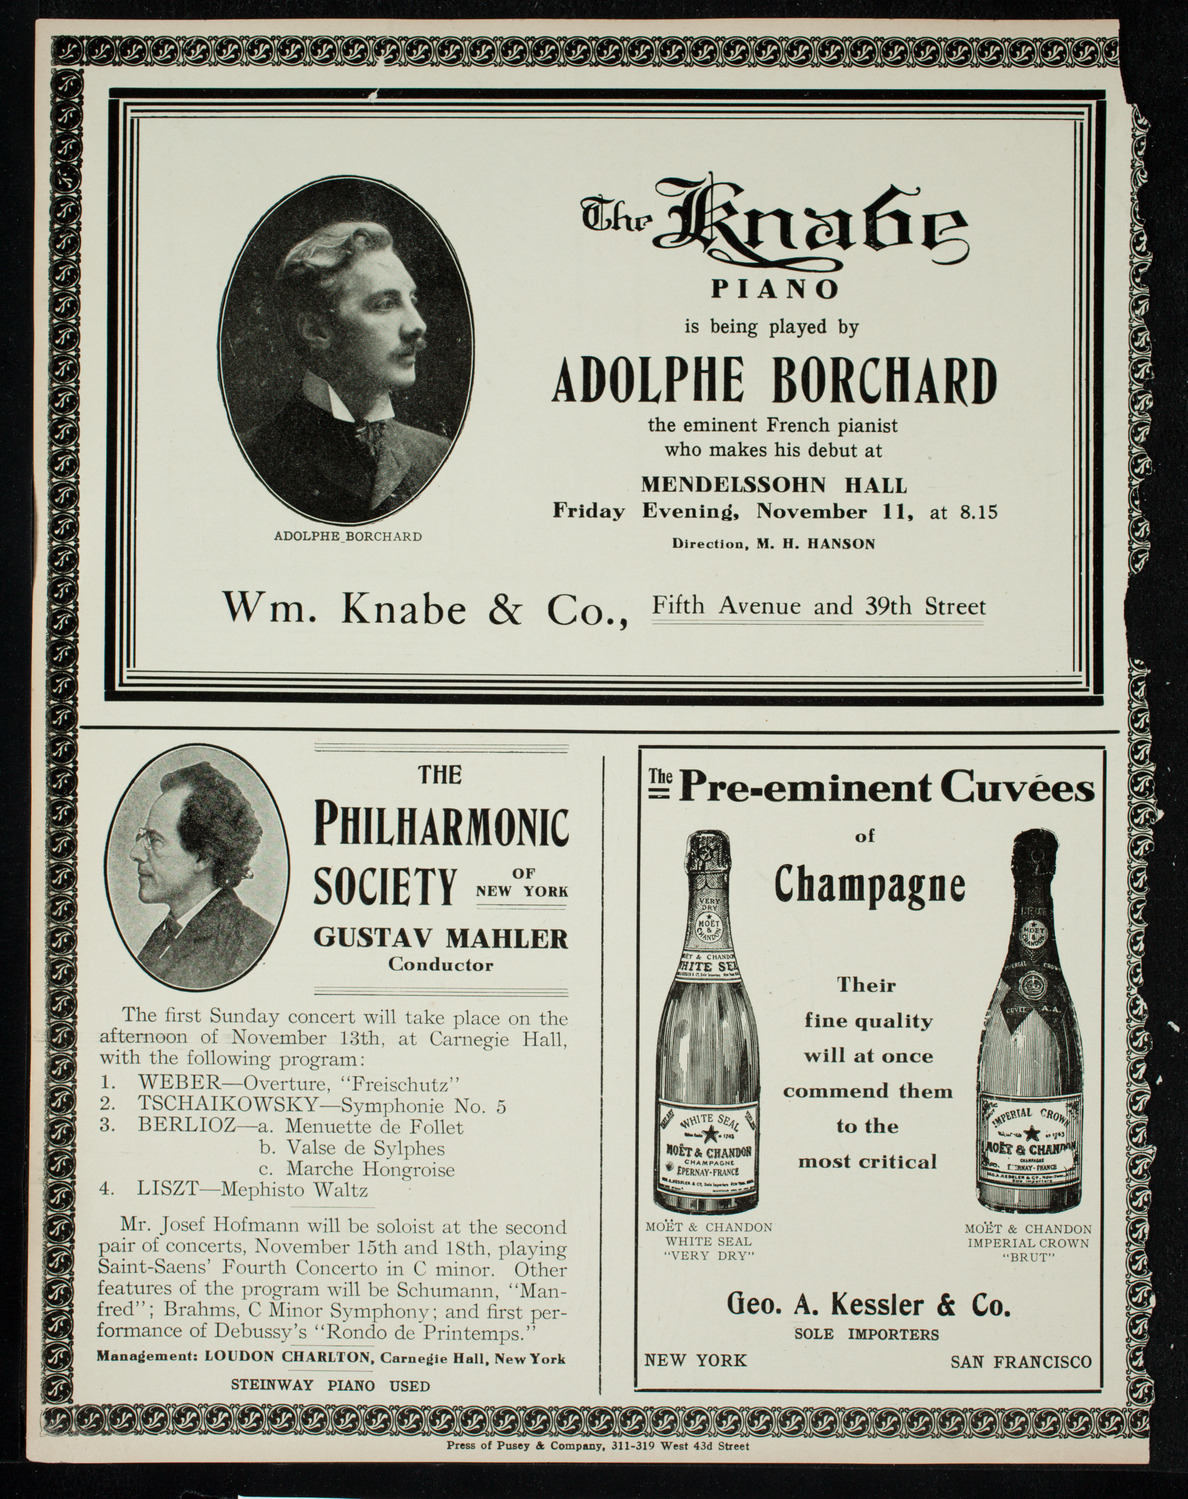 The Knabe
PIANO
is being played by
ADOLPHE BORCHARD
the eminent French pianist
who makes his debut at
MENDELSSOHN HALL
Friday Evening, November 11, at 8.15
Direction, M. H. HANSON
ADOLPHE BORCHARD
Wm. Knabe & Co., Fifth Avenue and 39th Street
THE
PHILHARMONIC
SOCIETY OF NEW YORK
GUSTAV MAHLER
Conductor
The first Sunday concert will take place on the
afternoon of November 13th, at Carnegie Hall,
with the following program:
1. WEBER—Overture, "Freischutz"
2. TSCHAIKOWSKY—Symphonie No. 5
3. BERLIOZ—a. Menuette de Follet
b. Valse de Sylphes
c. Marche Hongroise
4. LISZT—Mephisto Waltz
Mr. Josef Hofmann will be soloist at the second
pair of concerts, November 15th and 18th, playing
Saint-Saens' Fourth Concerto in C minor. Other
features of the program will be Schumann, "Man-
fred"; Brahms, C Minor Symphony; and first per-
formance of Debussy's "Rondo de Printemps."
Management: LOUDON CHARLTON, Carnegie Hall, New York
STEINWAY PIANO USED
The Pre-eminent Cuvées
of
Champagne
Their
fine quality
will at once
commend them
to the
most critical
VERY
DRY
MOËT
&
CHANDON
WHITE SEAL
MOËT & CHANDON
CHAMPAGNE
ÉPERNAY-FRANCE
MOËT & CHANDON
WHITE SEAL
"VERY DRY"
BRUT
MOËT
&
CHANDON
IMPERIAL CROWN
MOËT & CHANDON
CHAMPAGNE
MOËT & CHANDON
IMPERIAL CROWN
"BRUT"
Geo. A. Kessler & Co.
SOLE IMPORTERS
NEW YORK SAN FRANCISCO
Press of Pusey & Company, 311-319 West 43d Street